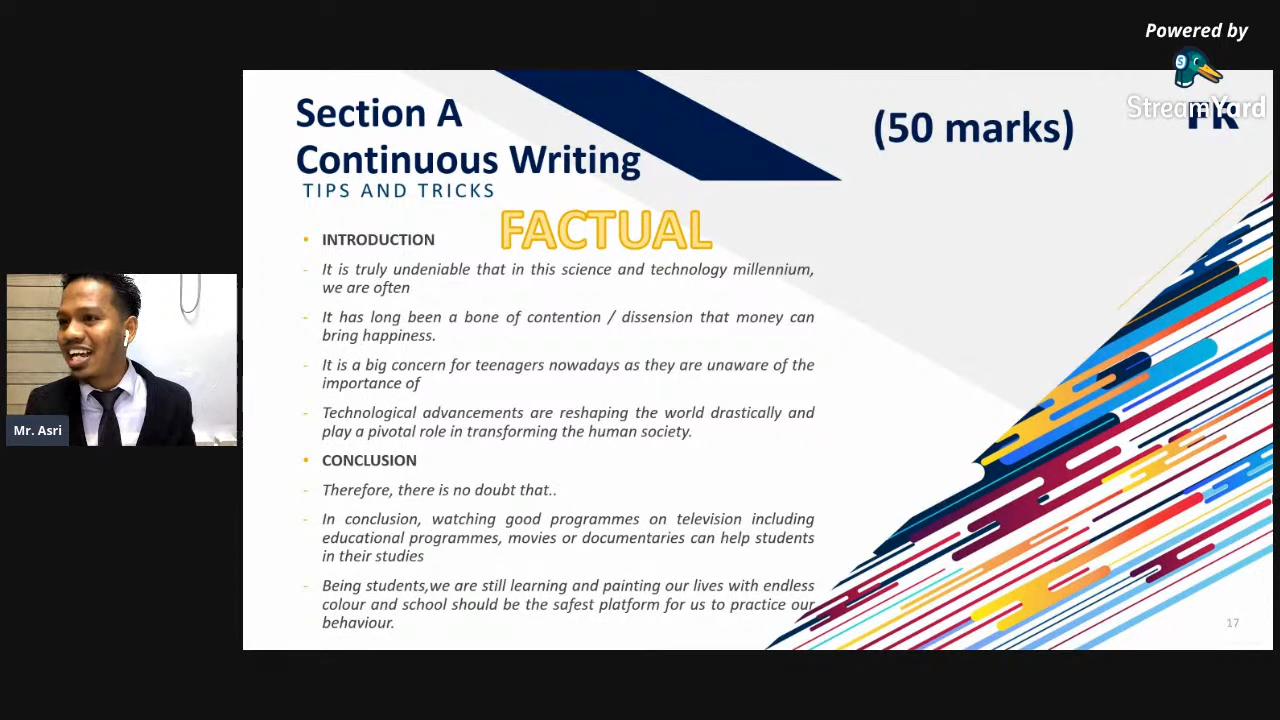 Powered by
StreamYard
Section A
Continuous Writing
TIPS AND TRICKS
(50 marks)
FR
FACTUAL
• INTRODUCTION
- It is truly undeniable that in this science and technology millennium,
we are often
- It has long been a bone of contention / dissension that money can
bring happiness.
- It is a big concern for teenagers nowadays as they are unaware of the
importance of
- Technological advancements are reshaping the world drastically and
play a pivotal role in transforming the human society.
• CONCLUSION
- Therefore, there is no doubt that..
- In conclusion, watching good programmes on television including
educational programmes, movies or documentaries can help students
in their studies
- Being students,we are still learning and painting our lives with endless
colour and school should be the safest platform for us to practice our
behaviour.
Mr. Asri
17